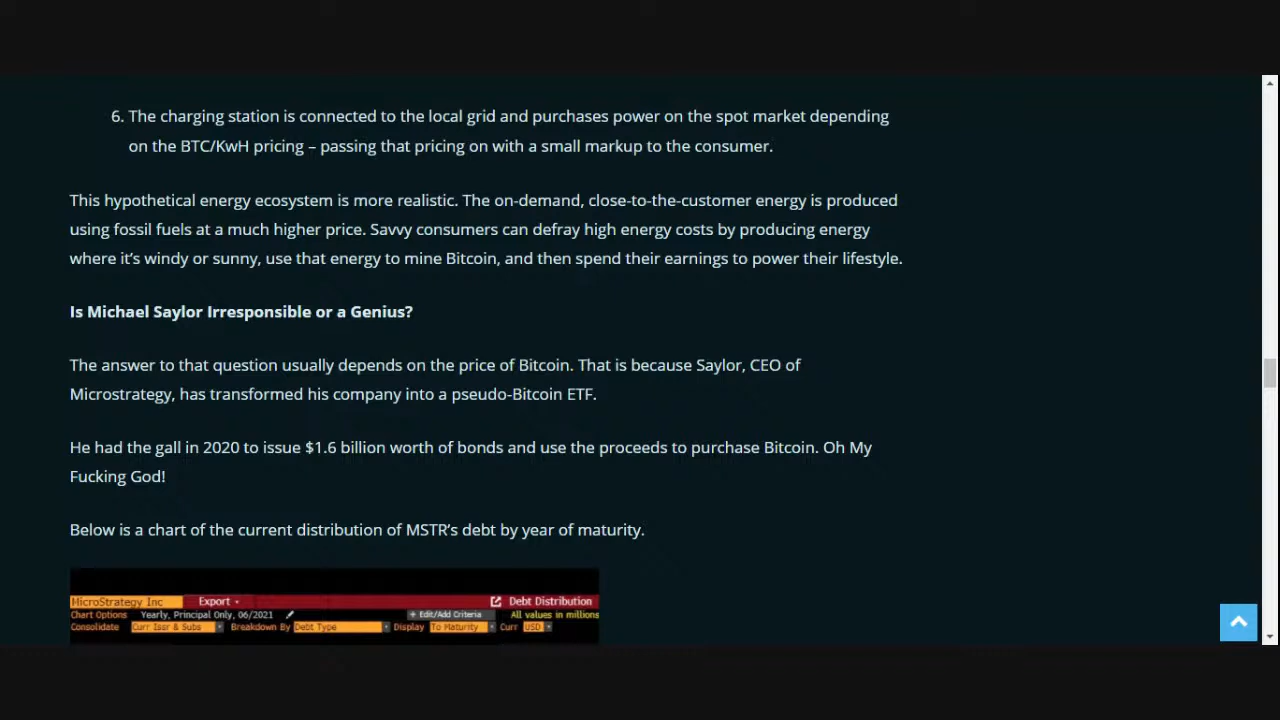 6. The charging station is connected to the local grid and purchases power on the spot market depending
on the BTC/KwH pricing – passing that pricing on with a small markup to the consumer.
This hypothetical energy ecosystem is more realistic. The on-demand, close-to-the-customer energy is produced
using fossil fuels at a much higher price. Savvy consumers can defray high energy costs by producing energy
where it’s windy or sunny, use that energy to mine Bitcoin, and then spend their earnings to power their lifestyle.
Is Michael Saylor Irresponsible or a Genius?
The answer to that question usually depends on the price of Bitcoin. That is because Saylor, CEO of
Microstrategy, has transformed his company into a pseudo-Bitcoin ETF.
He had the gall in 2020 to issue $1.6 billion worth of bonds and use the proceeds to purchase Bitcoin. Oh My
Fucking God!
Below is a chart of the current distribution of MSTR’s debt by year of maturity.
MicroStrategy Inc Export Debt Distribution
Chart Options Yearly, Principal Only, 06/2021 + Edit/Add Criteria All values in millions
Consolidate Curr Issr & Subs Breakdown By Debt Type Display To Maturity Curr USD